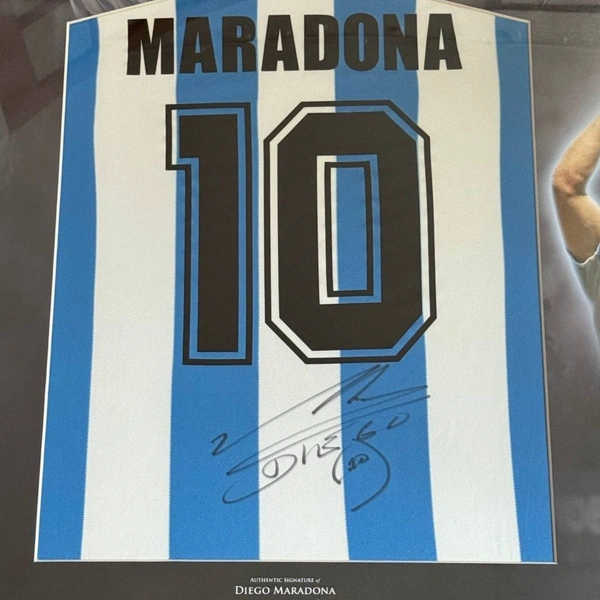 MARADONA
10
DIEGO
10
AUTHENTIC SIGNATURE of
DIEGO MARADONA